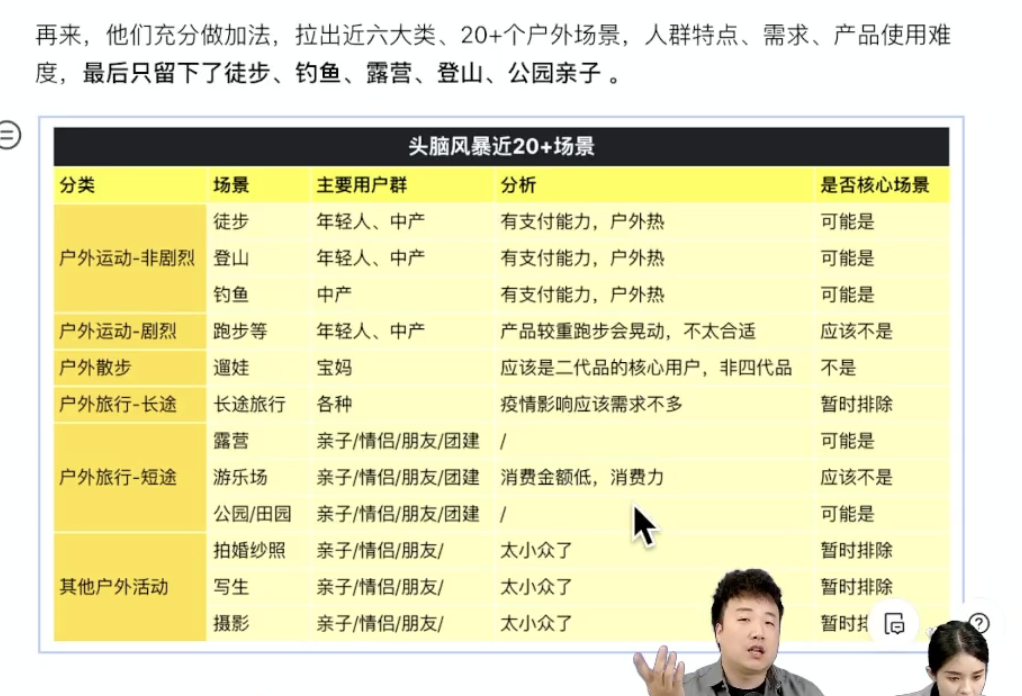 再来，他们充分做加法，拉出近六大类、20+个户外场景，人群特点、需求、产品使用难
度，最后只留下了徒步、钓鱼、露营、登山、公园亲子 。
头脑风暴近20+场景
分类 场景 主要用户群 分析 是否核心场景
户外运动-非剧烈 徒步 年轻人、中产 有支付能力，户外热 可能是
登山 年轻人、中产 有支付能力，户外热 可能是
钓鱼 中产 有支付能力，户外热 可能是
户外运动-剧烈 跑步等 年轻人、中产 产品较重跑步会晃动，不太合适 应该不是
户外散步 遛娃 宝妈 应该是二代品的核心用户，非四代品 不是
户外旅行-长途 长途旅行 各种 疫情影响应该需求不多 暂时排除
户外旅行-短途 露营 亲子/情侣/朋友/团建 / 可能是
游乐场 亲子/情侣/朋友/团建 消费金额低，消费力 应该不是
公园/田园 亲子/情侣/朋友/团建 / 可能是
其他户外活动 拍婚纱照 亲子/情侣/朋友/ 太小众了 暂时排除
写生 亲子/情侣/朋友/ 太小众了 暂时排除
摄影 亲子/情侣/朋友/ 太小众了 暂时